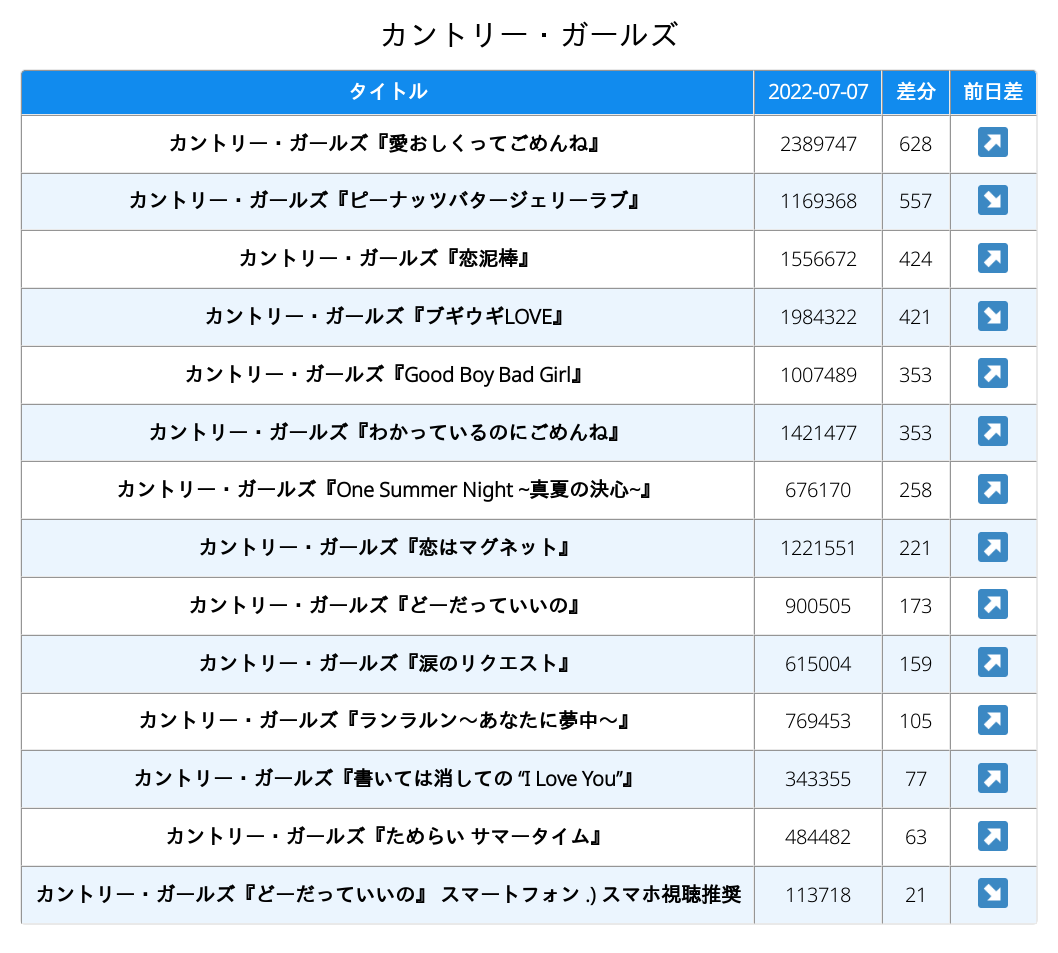 カントリー・ガールズ
タイトル 2022-07-07 差分 前日差
カントリー・ガールズ『愛おしくってごめんね』 2389747 628 ↗
カントリー・ガールズ『ピーナッツバタージェリーラブ』 1169368 557 ↘
カントリー・ガールズ『恋泥棒』 1556672 424 ↗
カントリー・ガールズ『ブギウギLOVE』 1984322 421 ↘
カントリー・ガールズ『Good Boy Bad Girl』 1007489 353 ↗
カントリー・ガールズ『わかっているのにごめんね』 1421477 353 ↗
カントリー・ガールズ『One Summer Night ~真夏の決心~』 676170 258 ↗
カントリー・ガールズ『恋はマグネット』 1221551 221 ↗
カントリー・ガールズ『どーだっていいの』 900505 173 ↗
カントリー・ガールズ『涙のリクエスト』 615004 159 ↗
カントリー・ガールズ『ランラルン〜あなたに夢中〜』 769453 105 ↗
カントリー・ガールズ『書いては消しての “I Love You”』 343355 77 ↗
カントリー・ガールズ『ためらい サマータイム』 484482 63 ↗
カントリー・ガールズ『どーだっていいの』 スマートフォン .) スマホ視聴推奨 113718 21 ↘